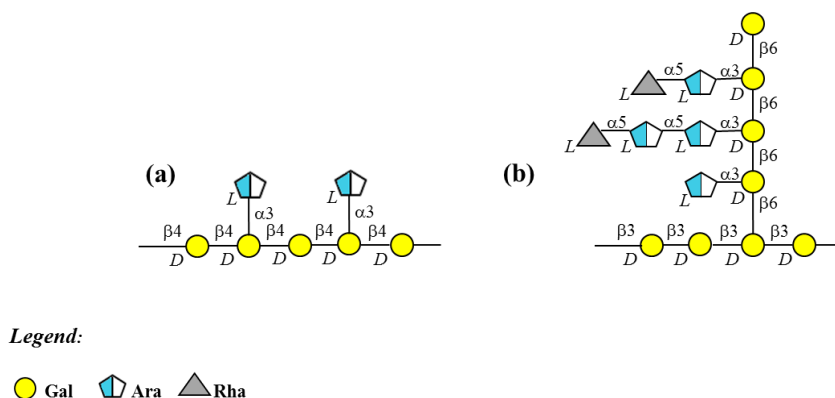 (a)
L L
α3 α3
β4 β4 β4 β4 β4
D D D D D
(b)
D
β6
α5 α3
L L D
β6
α5 α5 α3
L L L D
β6
α3
L D
β6
β3 β3 β3 β3
D D D D
Legend:
Gal Ara Rha